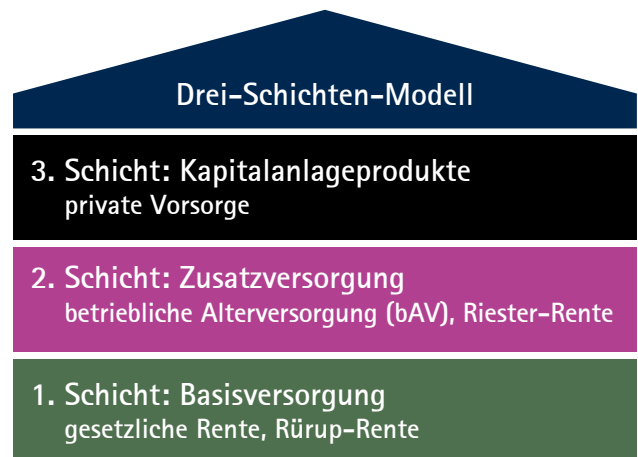 Drei-Schichten-Modell
3. Schicht: Kapitalanlageprodukte
private Vorsorge
2. Schicht: Zusatzversorgung
betriebliche Alterversorgung (bAV), Riester-Rente
1. Schicht: Basisversorgung
gesetzliche Rente, Rürup-Rente